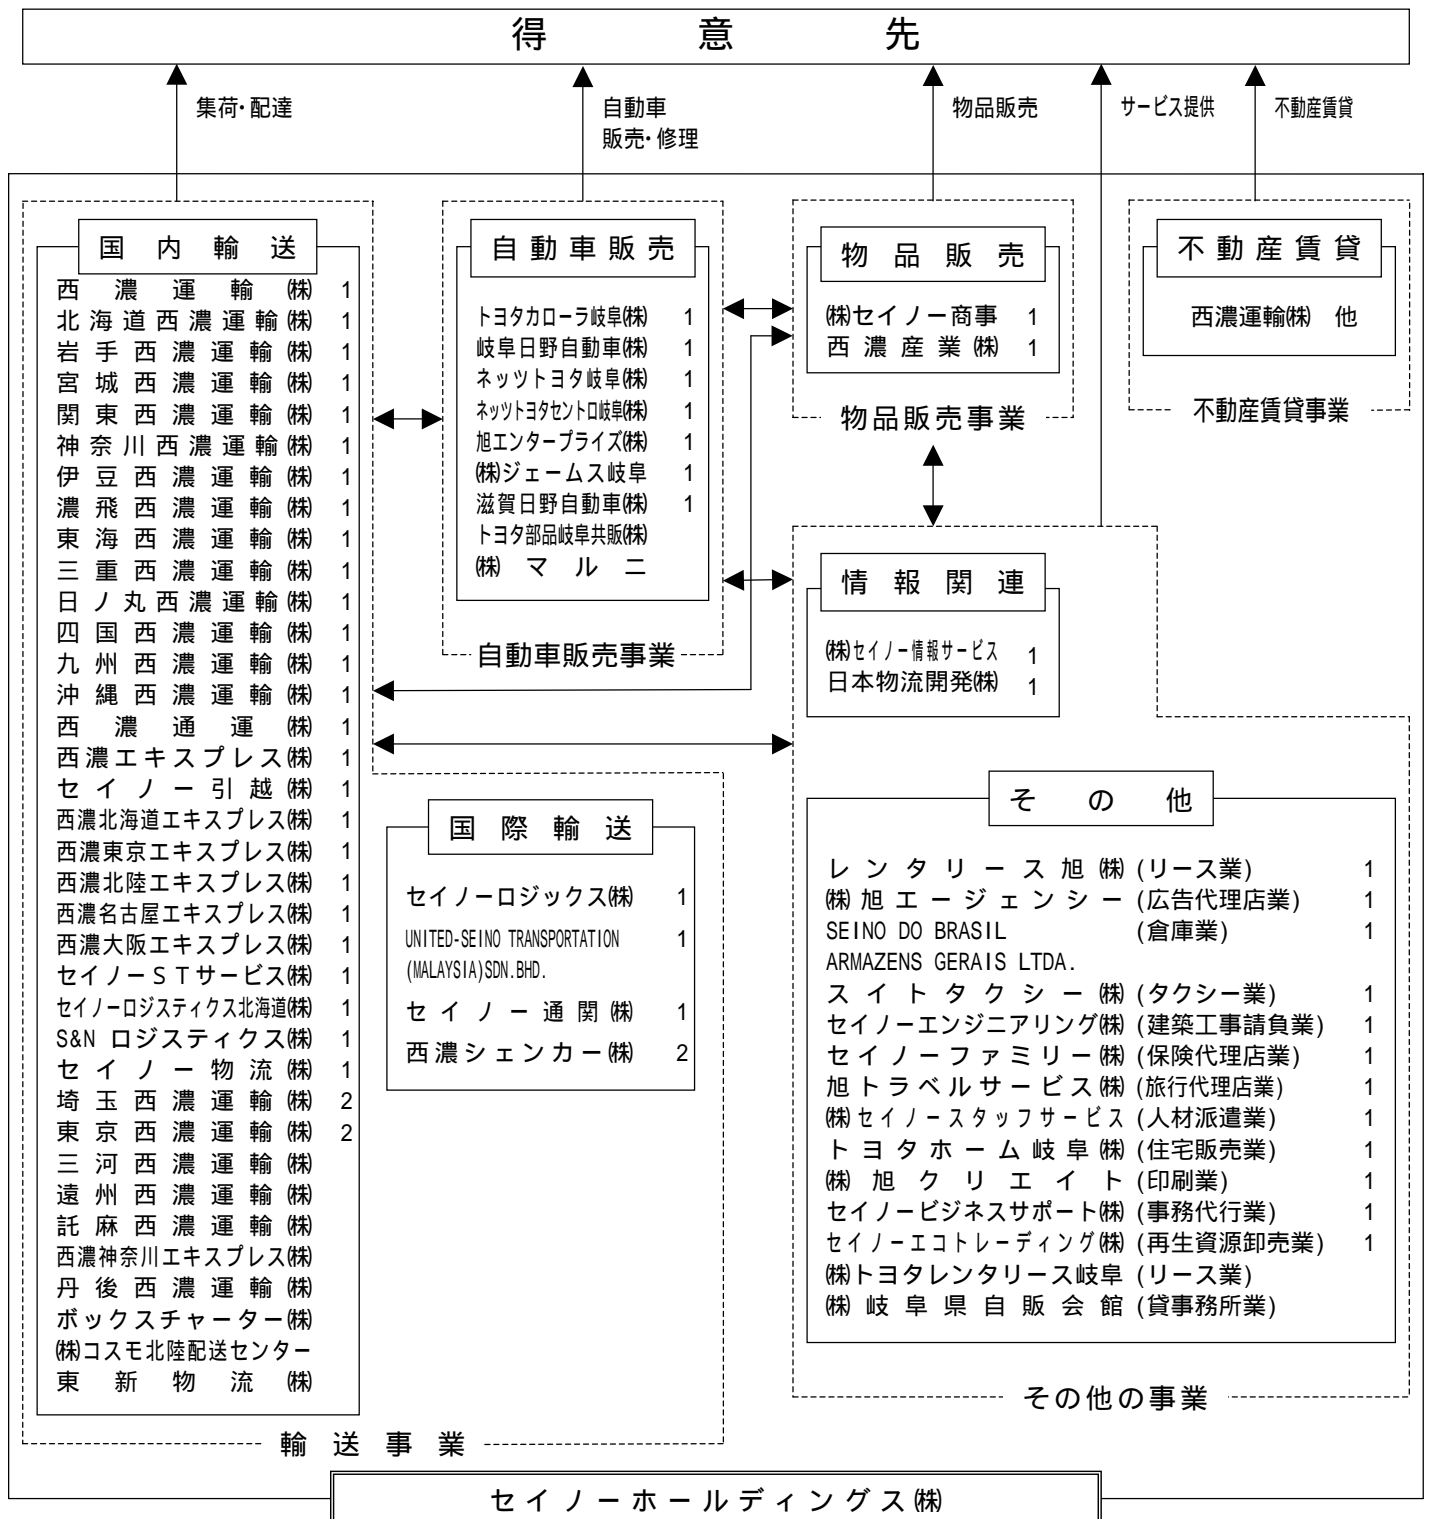 得意先
集荷・配達
自動車
販売・修理
物品販売
サービス提供
不動産賃貸
国内輸送
西濃運輸㈱ 1
北海道西濃運輸㈱ 1
岩手西濃運輸㈱ 1
宮城西濃運輸㈱ 1
関東西濃運輸㈱ 1
神奈川西濃運輸㈱ 1
伊豆西濃運輸㈱ 1
濃飛西濃運輸㈱ 1
東海西濃運輸㈱ 1
三重西濃運輸㈱ 1
日ノ丸西濃運輸㈱ 1
四国西濃運輸㈱ 1
九州西濃運輸㈱ 1
沖縄西濃運輸㈱ 1
西濃通運㈱ 1
西濃エキスプレス㈱ 1
セイノー引越㈱ 1
西濃北海道エキスプレス㈱ 1
西濃東京エキスプレス㈱ 1
西濃北陸エキスプレス㈱ 1
西濃名古屋エキスプレス㈱ 1
西濃大阪エキスプレス㈱ 1
セイノーSTサービス㈱ 1
セイノーロジスティクス北海道㈱ 1
S&N ロジスティクス㈱ 1
セイノー物流㈱ 1
埼玉西濃運輸㈱ 2
東京西濃運輸㈱ 2
三河西濃運輸㈱
遠州西濃運輸㈱
託麻西濃運輸㈱
西濃神奈川エキスプレス㈱
丹後西濃運輸㈱
ボックスチャーター㈱
㈱コスモ北陸配送センター
東新物流㈱
国際輸送
セイノーロジックス㈱ 1
UNITED-SEINO TRANSPORTATION 1
(MALAYSIA)SDN.BHD.
セイノー通関㈱ 1
西濃シェンカー㈱ 2
輸送事業
自動車販売
トヨタカローラ岐阜㈱ 1
岐阜日野自動車㈱ 1
ネッツトヨタ岐阜㈱ 1
ネッツトヨタセントロ岐阜㈱ 1
旭エンタープライズ㈱ 1
㈱ジェームス岐阜 1
滋賀日野自動車㈱ 1
トヨタ部品岐阜共販㈱
㈱マルニ
自動車販売事業
物品販売
㈱セイノー商事 1
西濃産業㈱ 1
物品販売事業
不動産賃貸
西濃運輸㈱ 他
不動産賃貸事業
情報関連
㈱セイノー情報サービス 1
日本物流開発㈱ 1
その他
レンタリース旭㈱ (リース業) 1
㈱旭エージェンシー (広告代理店業) 1
SEINO DO BRASIL (倉庫業) 1
ARMAZENS GERAIS LTDA.
スイトタクシー㈱ (タクシー業) 1
セイノーエンジニアリング㈱ (建築工事請負業) 1
セイノーファミリー㈱ (保険代理店業) 1
旭トラベルサービス㈱ (旅行代理店業) 1
㈱セイノースタッフサービス (人材派遣業) 1
トヨタホーム岐阜㈱ (住宅販売業) 1
㈱旭クリエイト (印刷業) 1
セイノービジネスサポート㈱ (事務代行業) 1
セイノーエコトレーディング㈱ (再生資源卸売業) 1
㈱トヨタレンタリース岐阜 (リース業)
㈱岐阜県自販会館 (貸事務所業)
その他の事業
セイノーホールディングス㈱